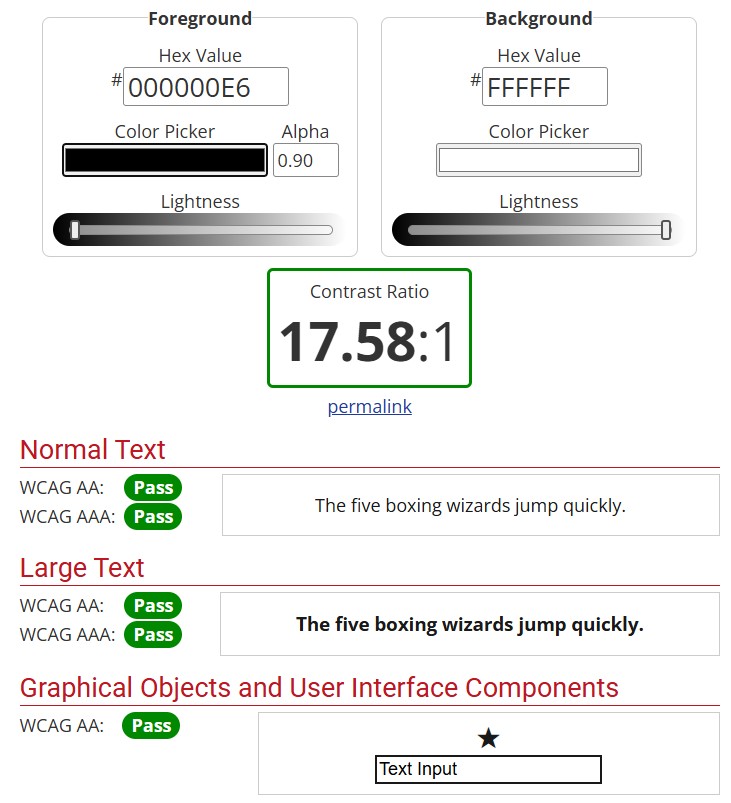 Foreground
Background
Hex Value
#000000E6
Hex Value
#FFFFFF
Color Picker
Alpha
0.90
Color Picker
Lightness
Lightness
Contrast Ratio
17.58:1
permalink
Normal Text
WCAG AA: Pass
WCAG AAA: Pass
The five boxing wizards jump quickly.
Large Text
WCAG AA: Pass
WCAG AAA: Pass
The five boxing wizards jump quickly.
Graphical Objects and User Interface Components
WCAG AA: Pass
★
Text Input